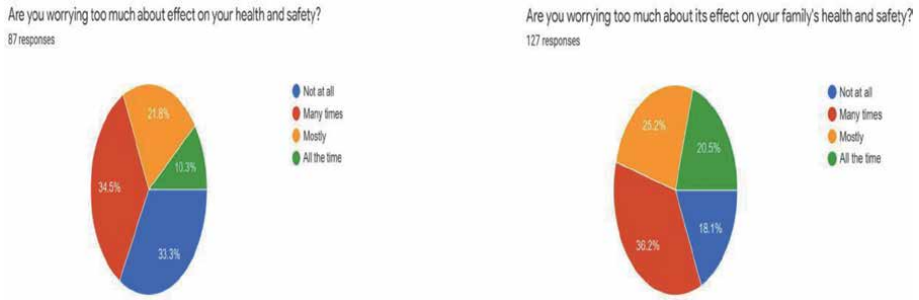 Are you worrying too much about effect on your health and safety?
87 responses
Not at all
Many times
Mostly
All the time
21.8%
10.3%
34.5%
33.3%
Are you worrying too much about its effect on your family's health and safety?
127 responses
Not at all
Many times
Mostly
All the time
25.2%
20.5%
36.2%
18.1%